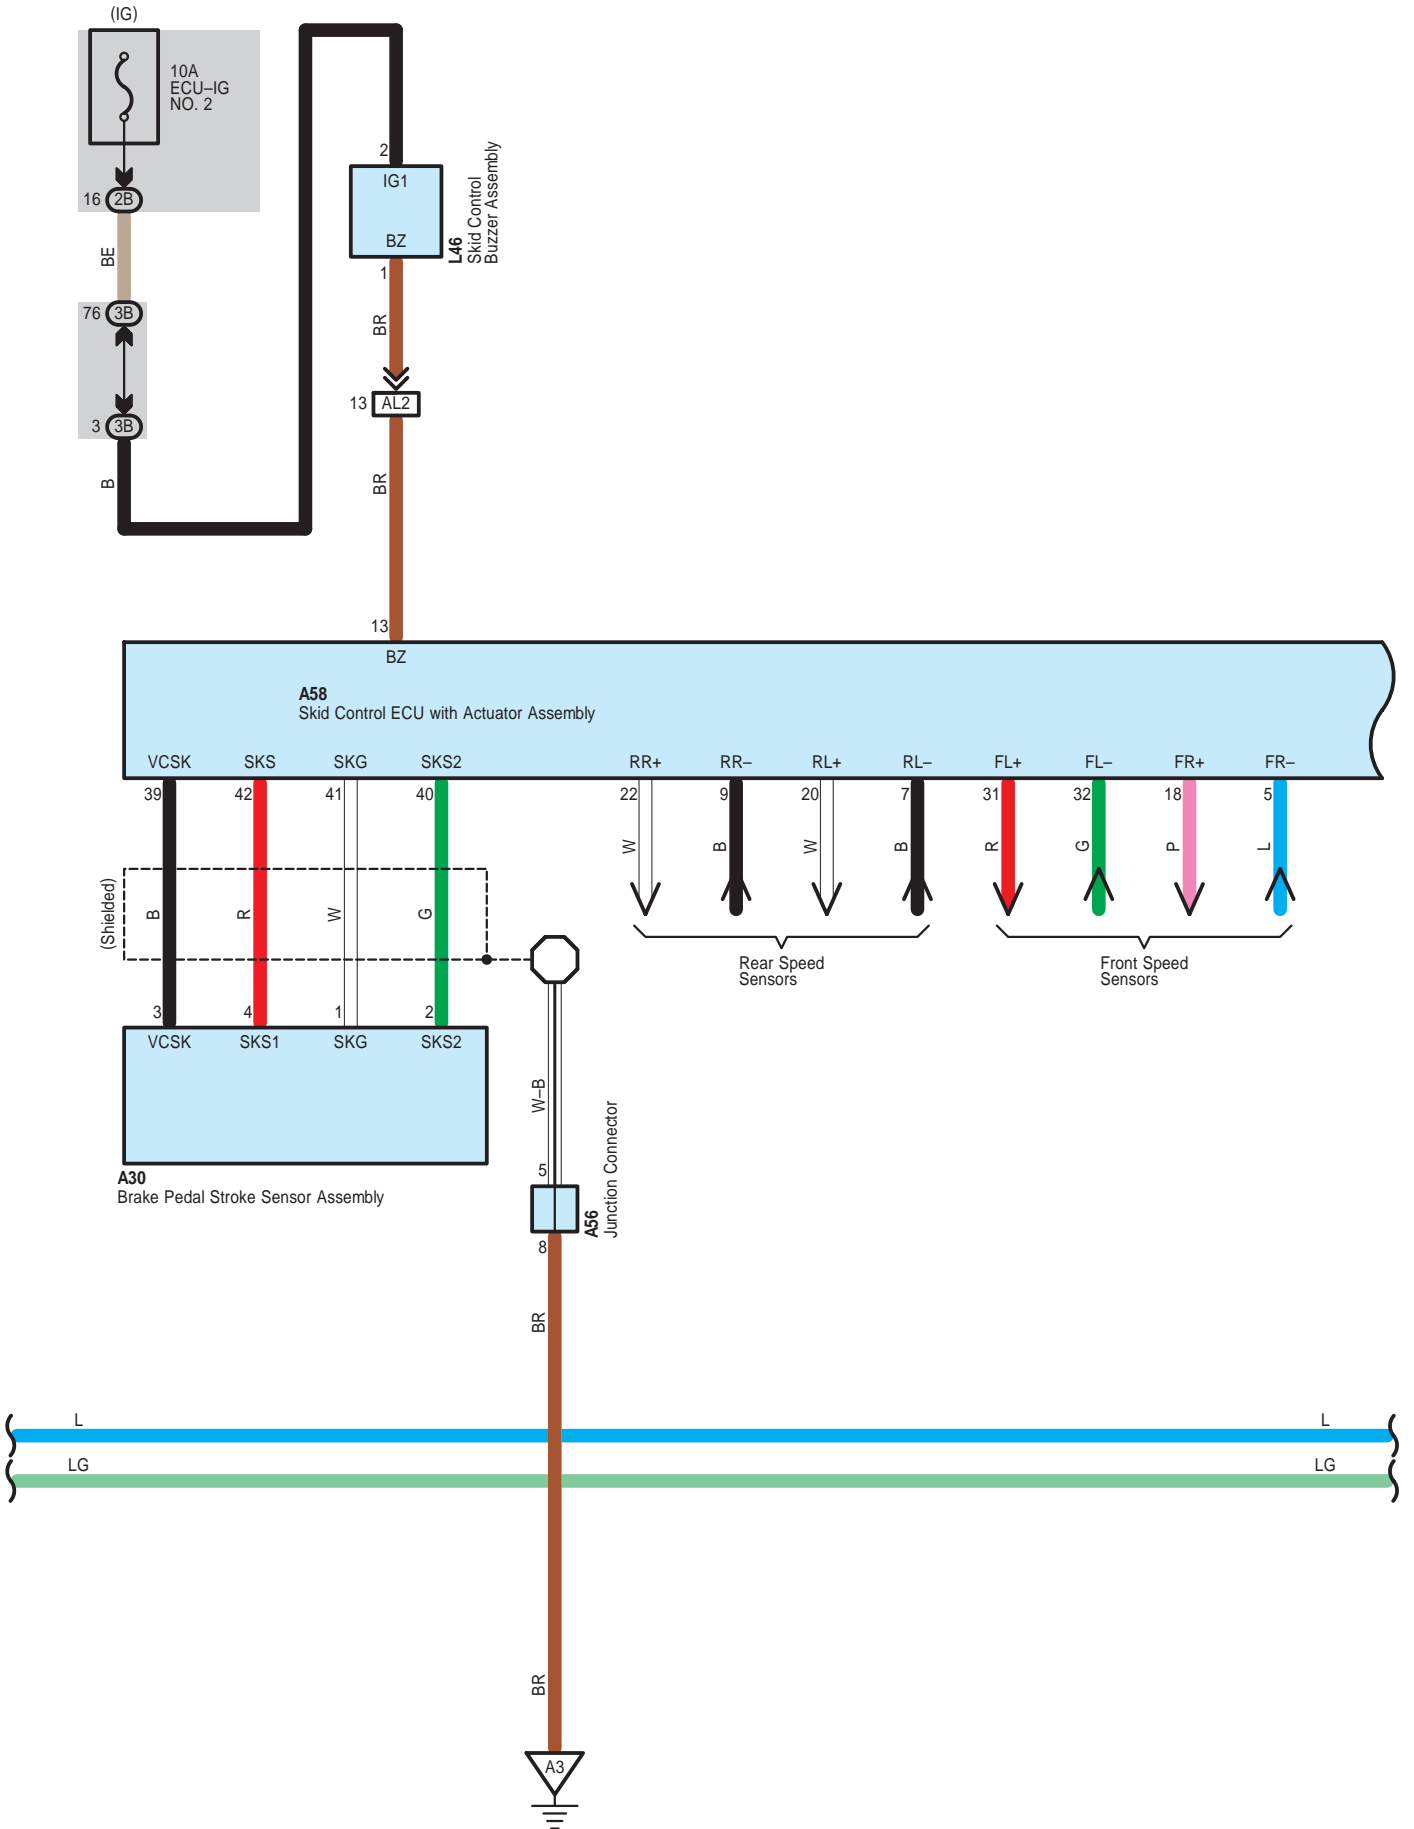 (IG)
10A
ECU–IG
NO. 2
16 2B
BE
76 3B
3 3B
B
2
IG1
BZ
L46
Skid Control
Buzzer Assembly
1
BR
13 AL2
BR
13
BZ
A58
Skid Control ECU with Actuator Assembly
VCSK SKS SKG SKS2 RR+ RR– RL+ RL– FL+ FL– FR+ FR–
39 42 41 40 22 9 20 7 31 32 18 5
W B W B R G P L
(Shielded)
B R W G
Rear Speed
Sensors
Front Speed
Sensors
3 4 1 2
VCSK SKS1 SKG SKS2
A30
Brake Pedal Stroke Sensor Assembly
W–B
5
A56
Junction Connector
8
BR
L L
LG LG
BR
A3